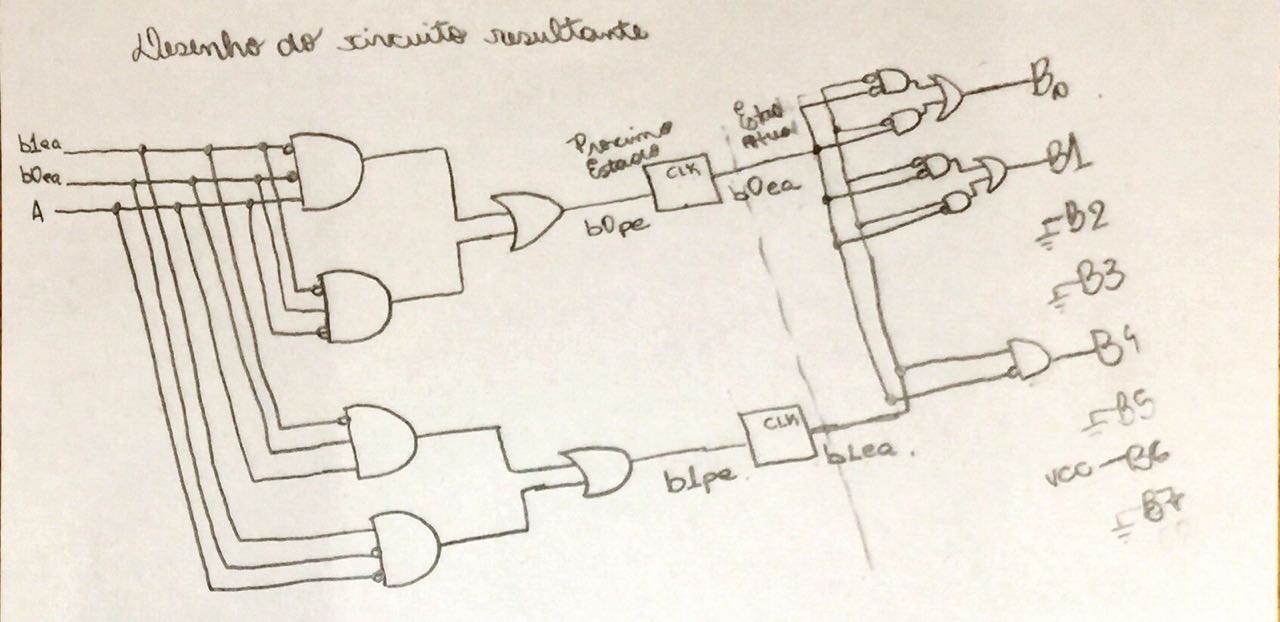 Desenho do circuito resultante
b1ea
b0ea
A
Proximo
Estado
CLK
b0pe
Estad
Atual
b0ea
B0
B1
B2
B3
B4
B5
VCC B6
B7
b1pe
CLK
b1ea.